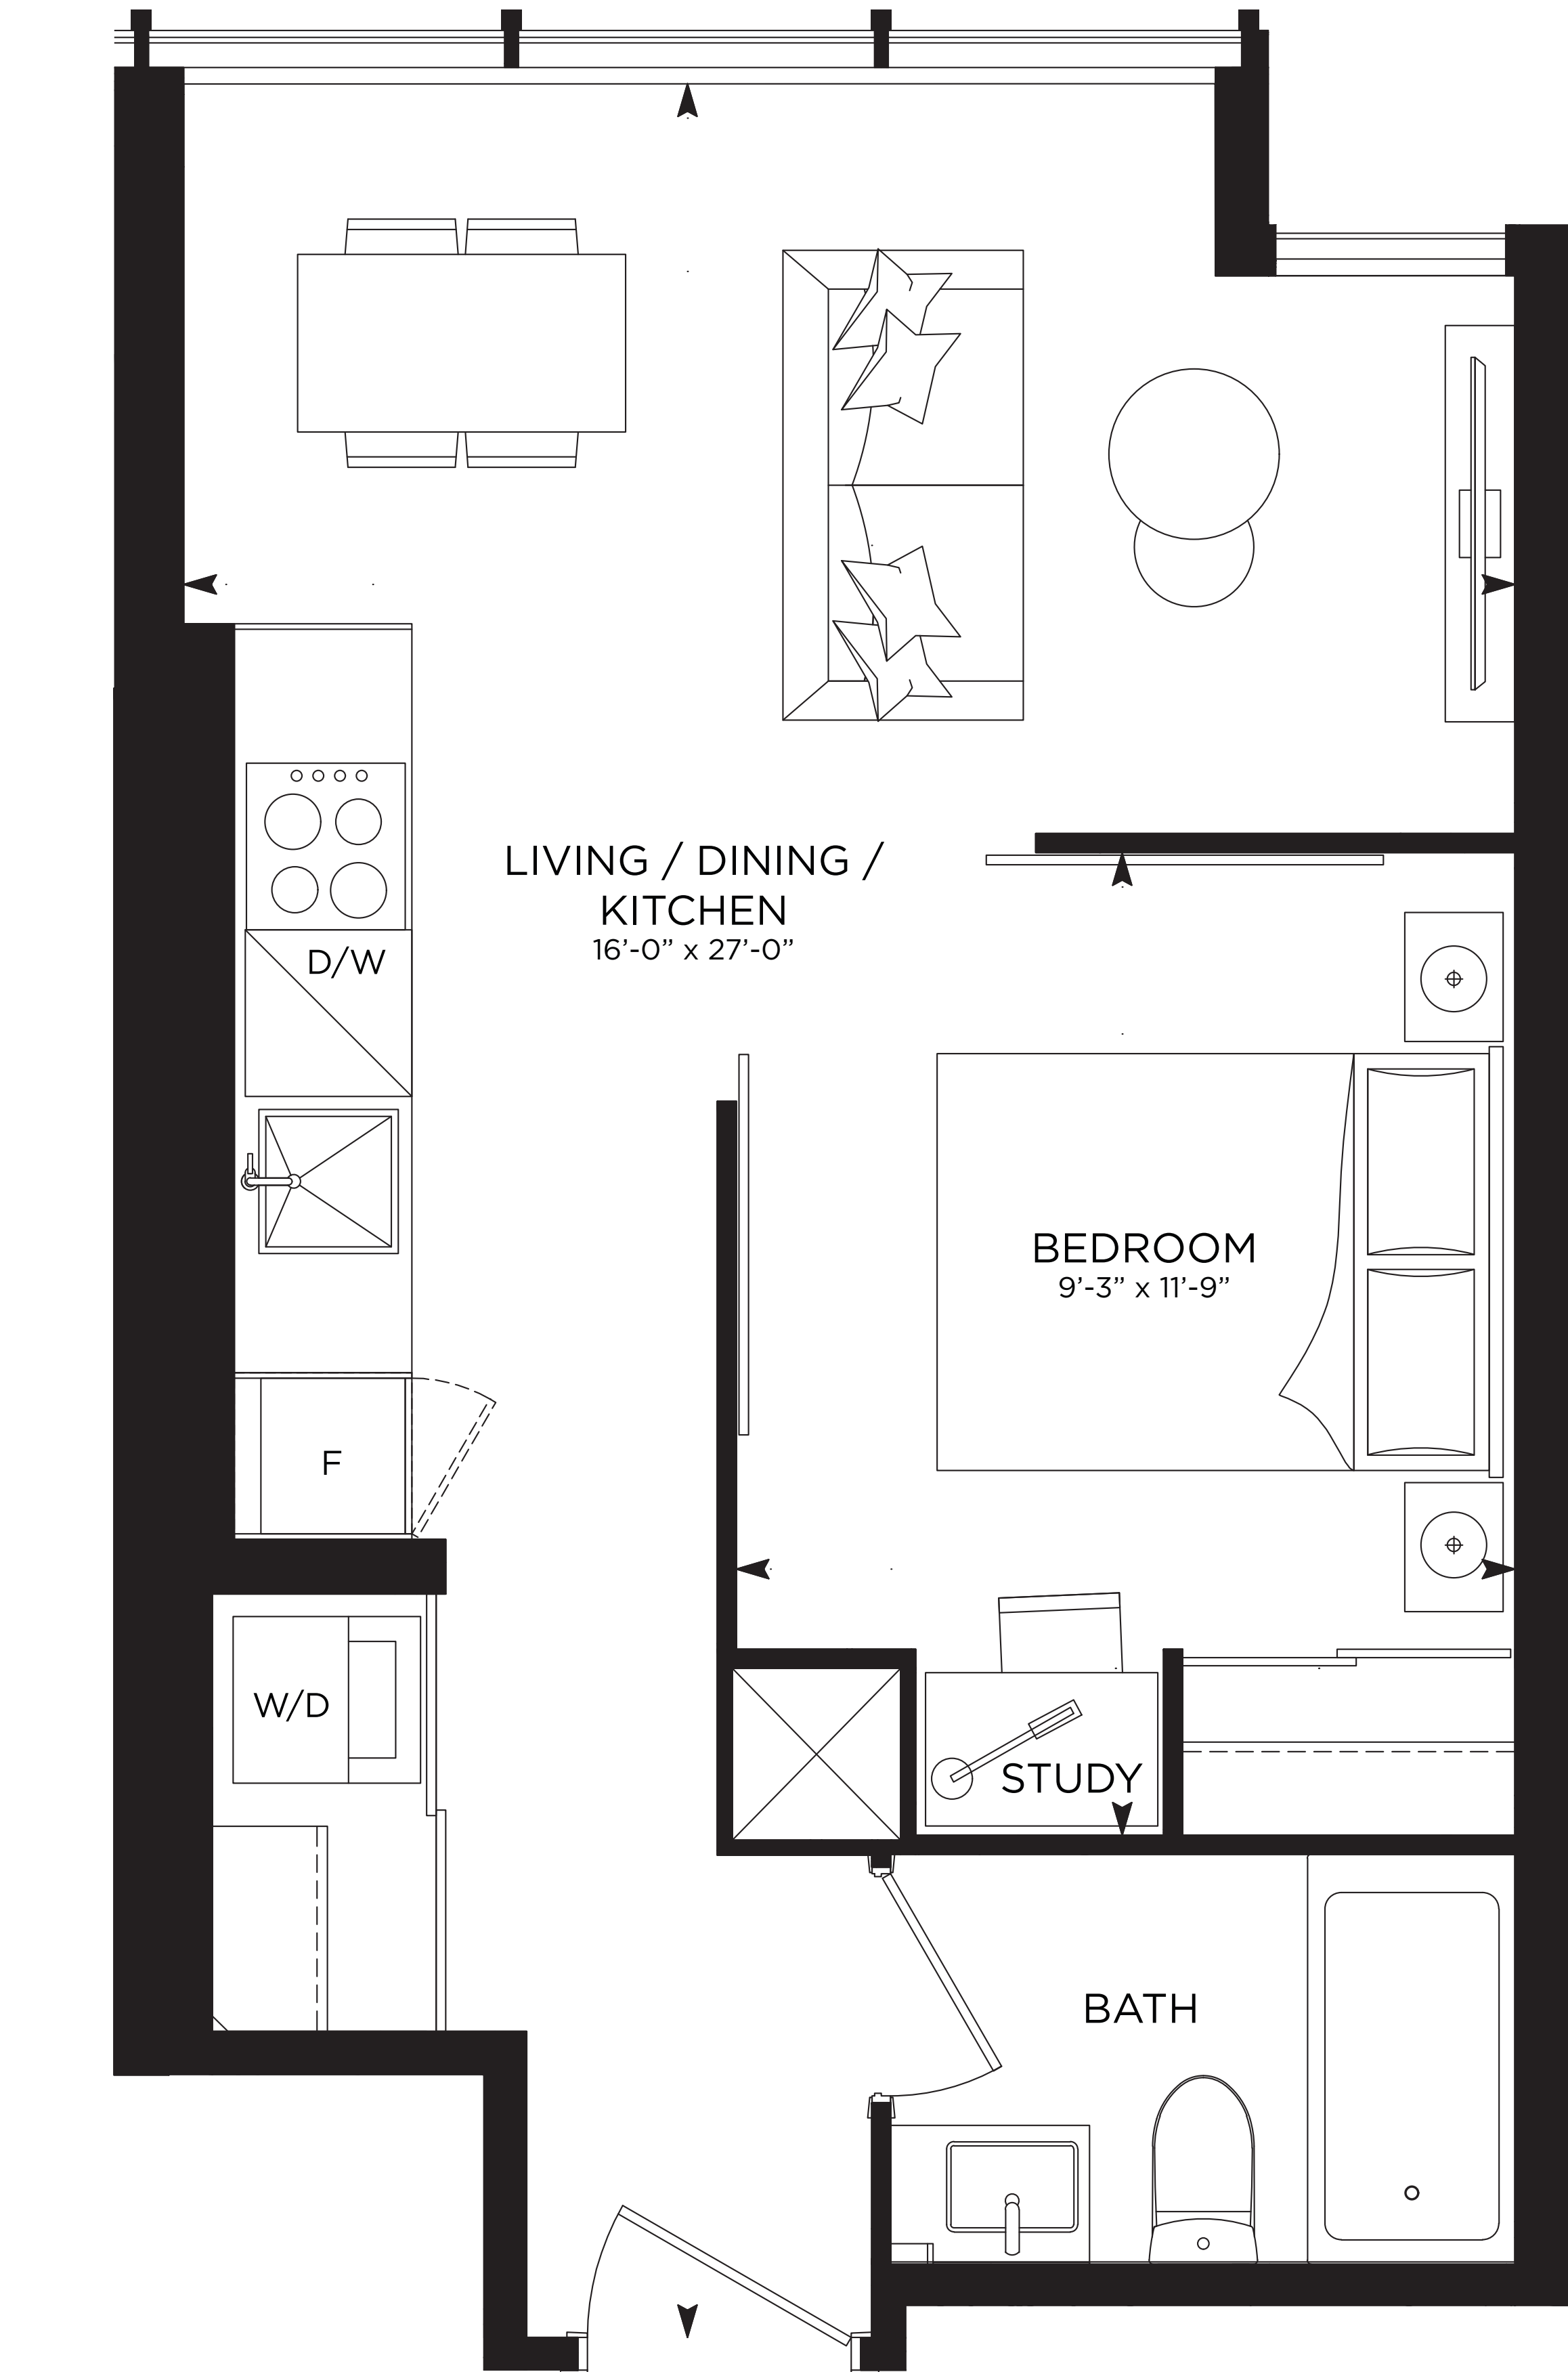 LIVING / DINING /
KITCHEN
16’-0” x 27’-0”
D/W
BEDROOM
9’-3” x 11’-9”
F
W/D
STUDY
BATH